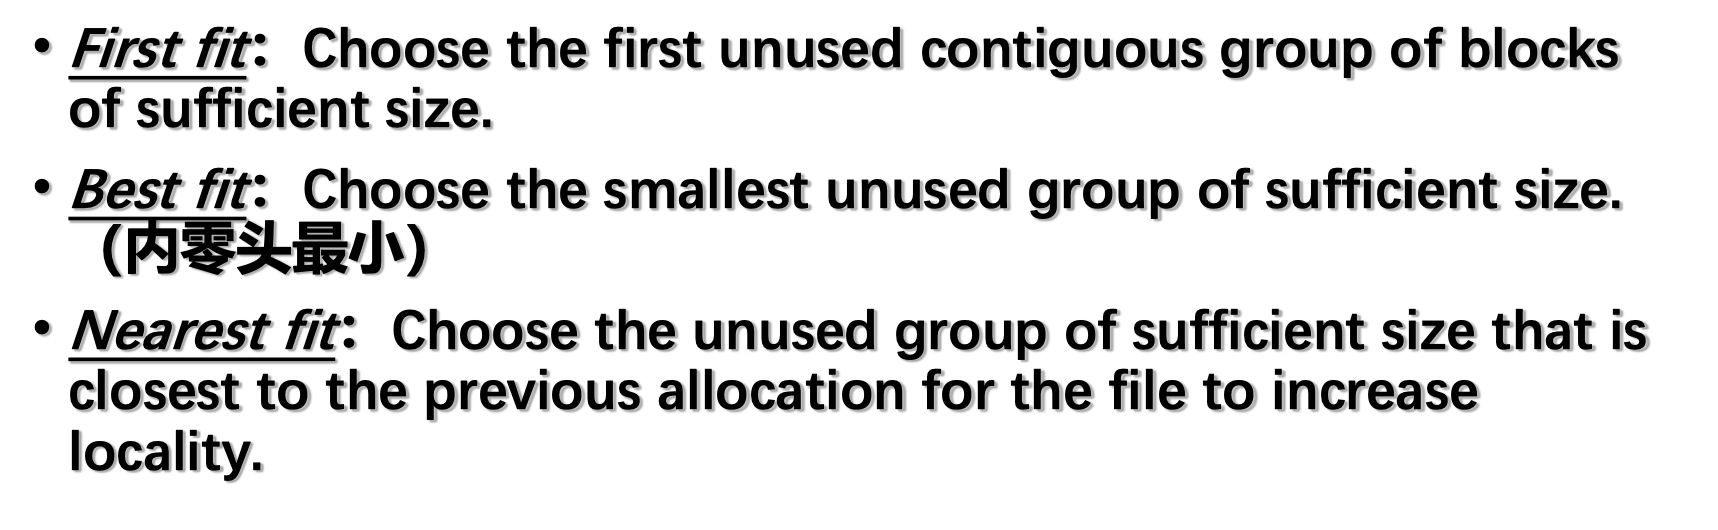 • First fit：Choose the first unused contiguous group of blocks
of sufficient size.
• Best fit：Choose the smallest unused group of sufficient size.
（内零头最小）
• Nearest fit：Choose the unused group of sufficient size that is
closest to the previous allocation for the file to increase
locality.